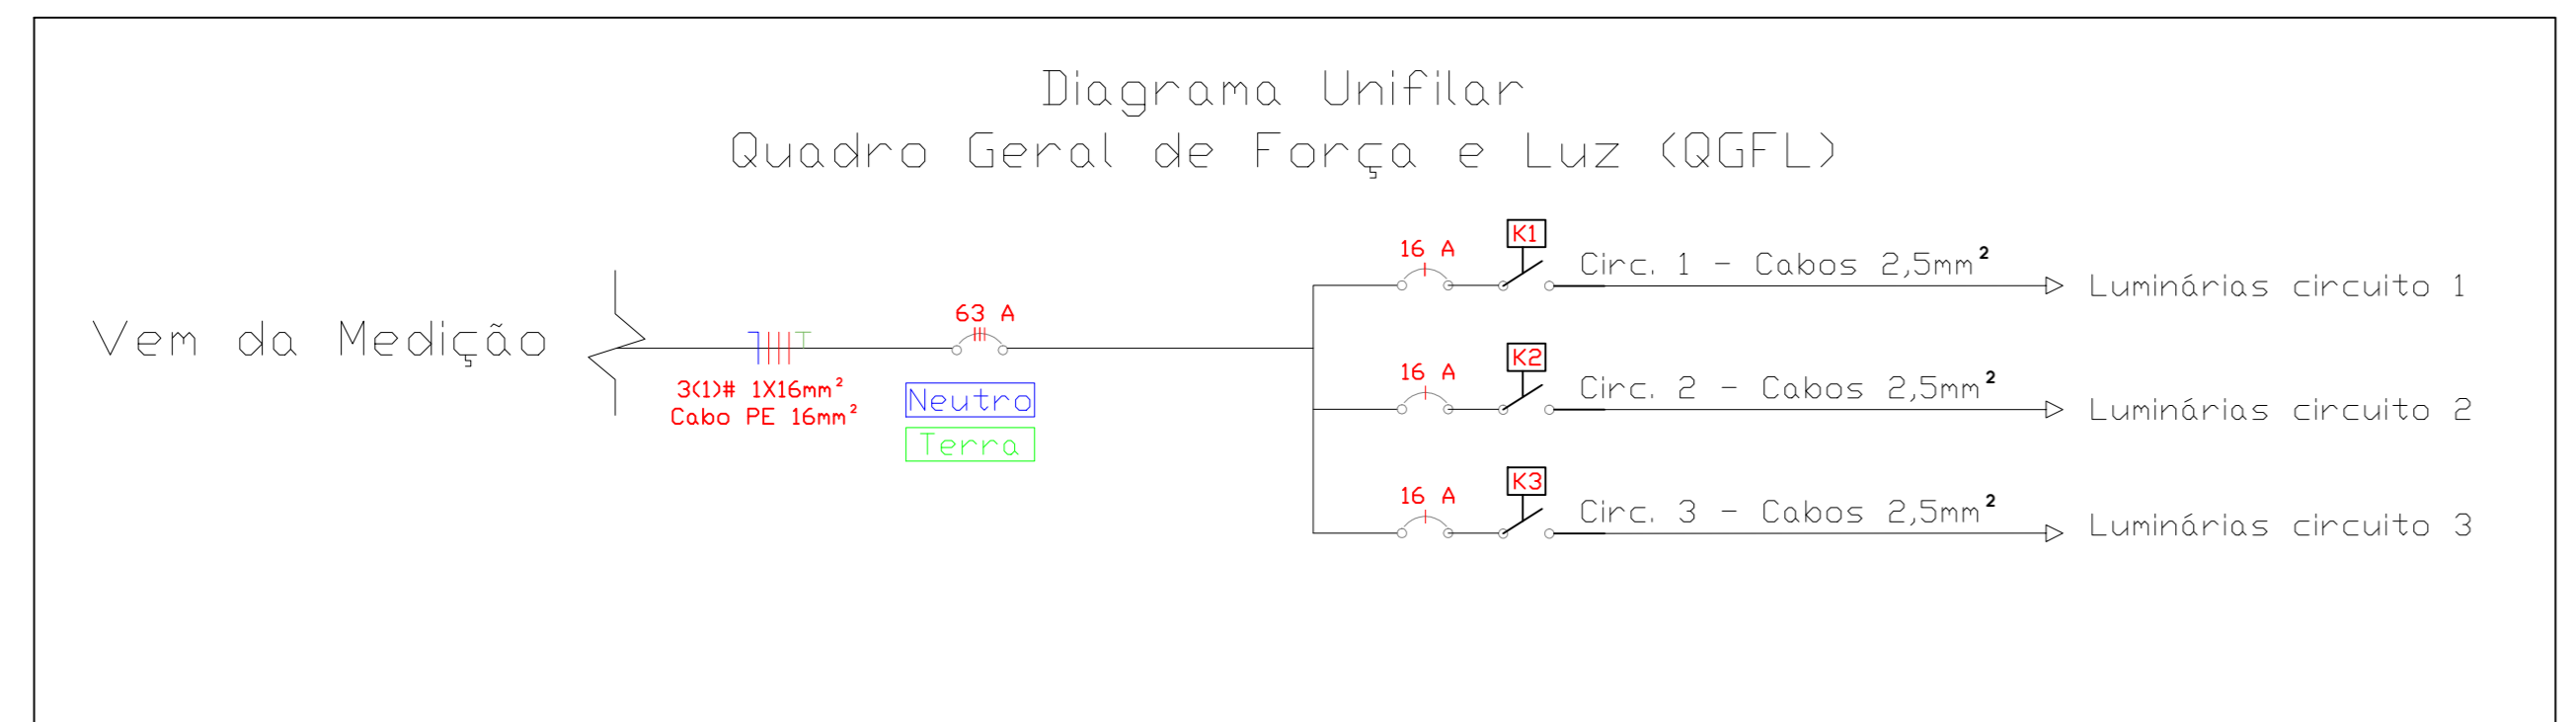 Diagrama Unifilar
Quadro Geral de Força e Luz (QGFL)
Vem da Medição
3(1)# 1X16mm²
Cabo PE 16mm²
63 A
Neutro
Terra
16 A
K1
Circ. 1 - Cabos 2,5mm²
Luminárias circuito 1
16 A
K2
Circ. 2 - Cabos 2,5mm²
Luminárias circuito 2
16 A
K3
Circ. 3 - Cabos 2,5mm²
Luminárias circuito 3